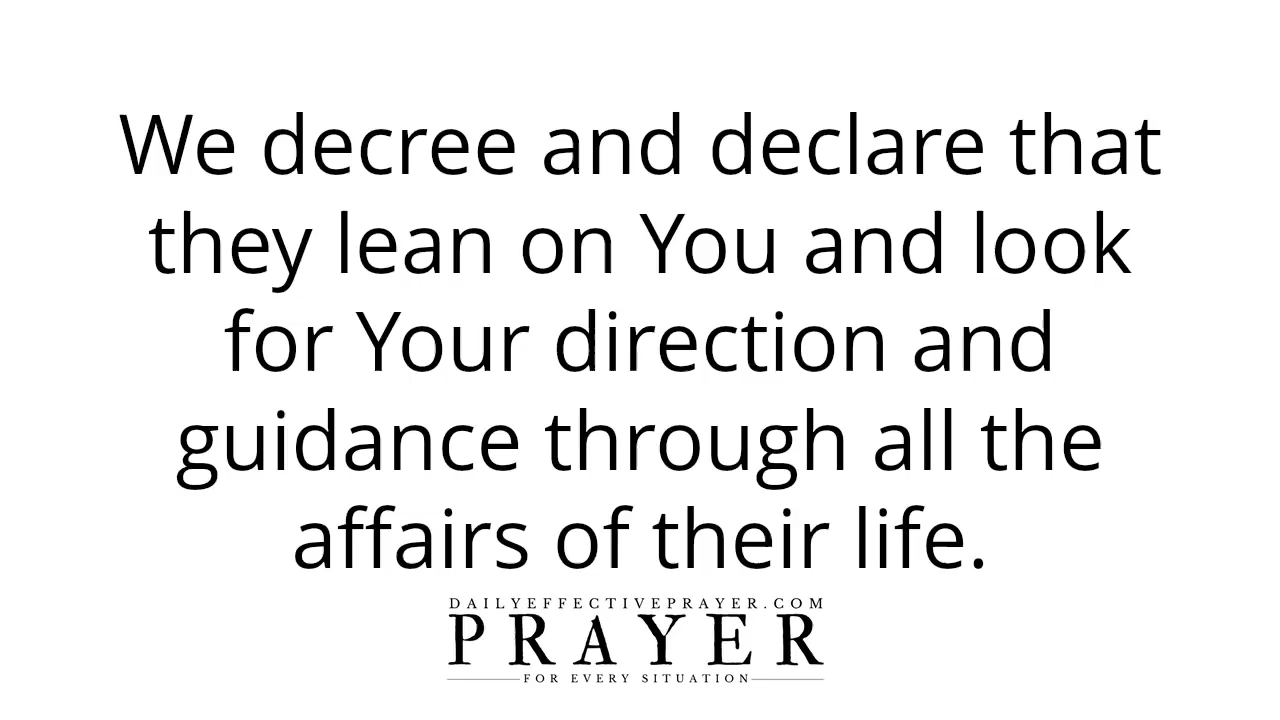 We decree and declare that
they lean on You and look
for Your direction and
guidance through all the
affairs of their life.
DAILYEFFECTIVEPRAYER.COM
PRAYER
FOR EVERY SITUATION